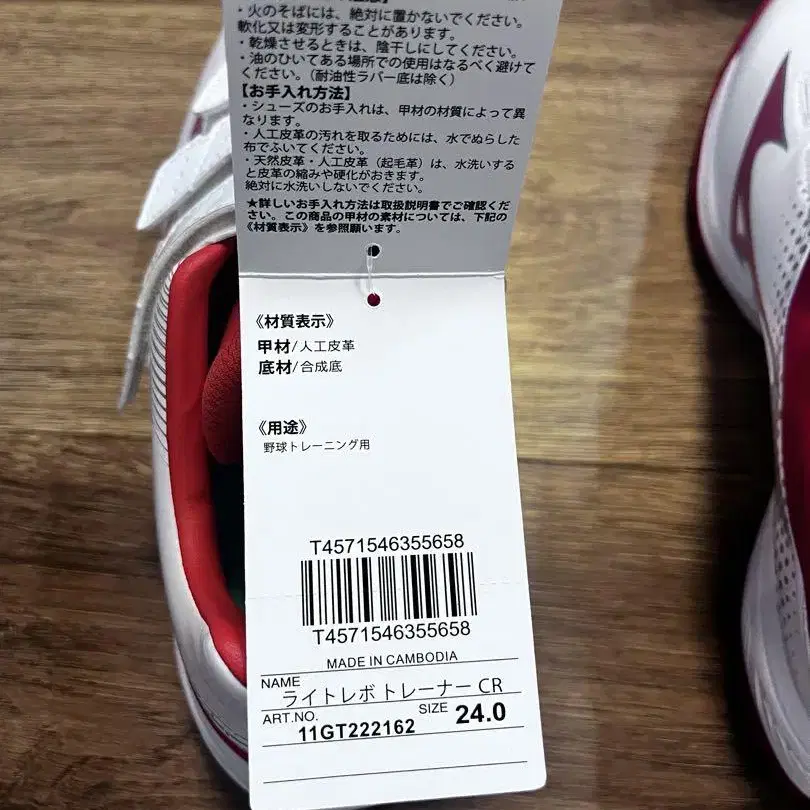 ・火のそばには、絶対に置かないでください。
軟化又は変形することがあります。
・乾燥させるときは、陰干しにしてください。
・油のひいてある場所での使用はなるべく避けて
ください。（耐油性ラバー底は除く）
【お手入れ方法】
・シューズのお手入れは、甲材の材質によって異
なります。
・人工皮革の汚れを取るためには、水でぬらした
布でふいてください。
・天然皮革・人工皮革（起毛革）は、水洗いする
と皮革の縮みや硬化がおきます。
絶対に水洗いしないでください。
★詳しいお手入れ方法は取扱説明書でご確認くだ
さい。この商品の甲材の素材については、下記の
《材質表示》を参照願います。
《材質表示》
甲材/人工皮革
底材/合成底
《用途》
野球トレーニング用
T4571546355658
T4571546355658
MADE IN CAMBODIA
NAME
ライトレボトレーナー CR
ART.NO. SIZE 24.0
11GT222162